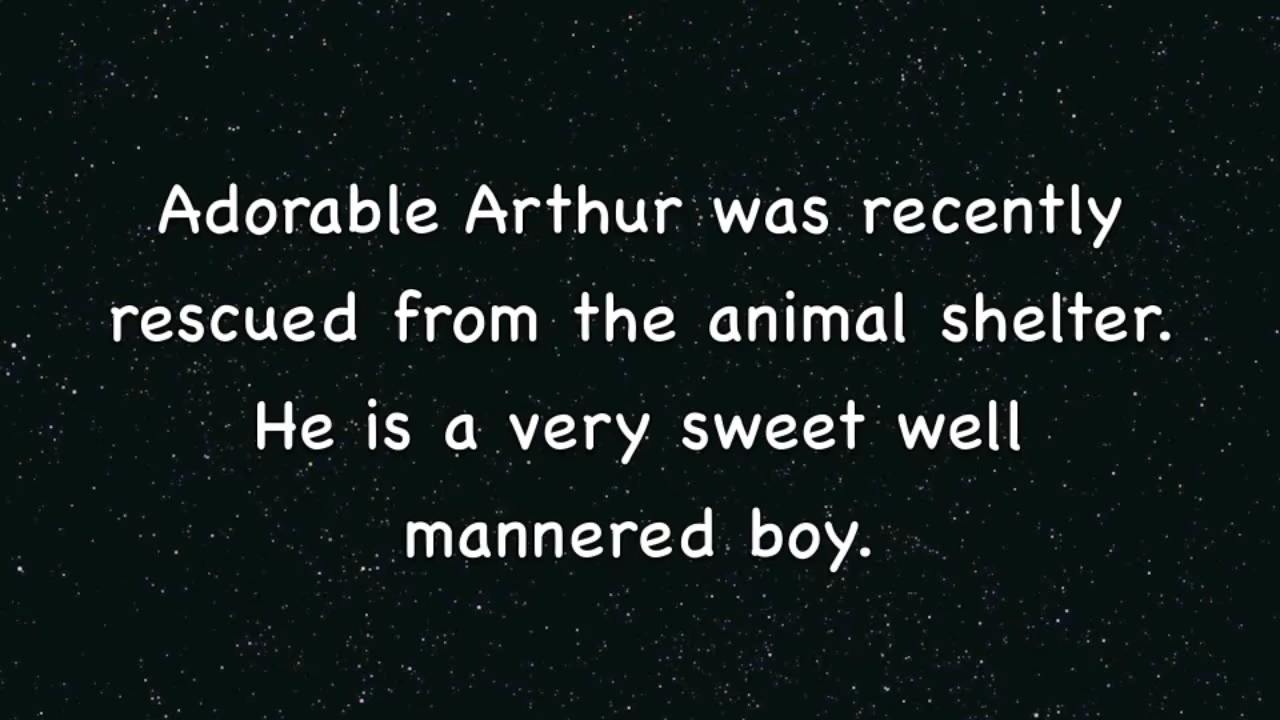 Adorable Arthur was recently
rescued from the animal shelter.
He is a very sweet well
mannered boy.